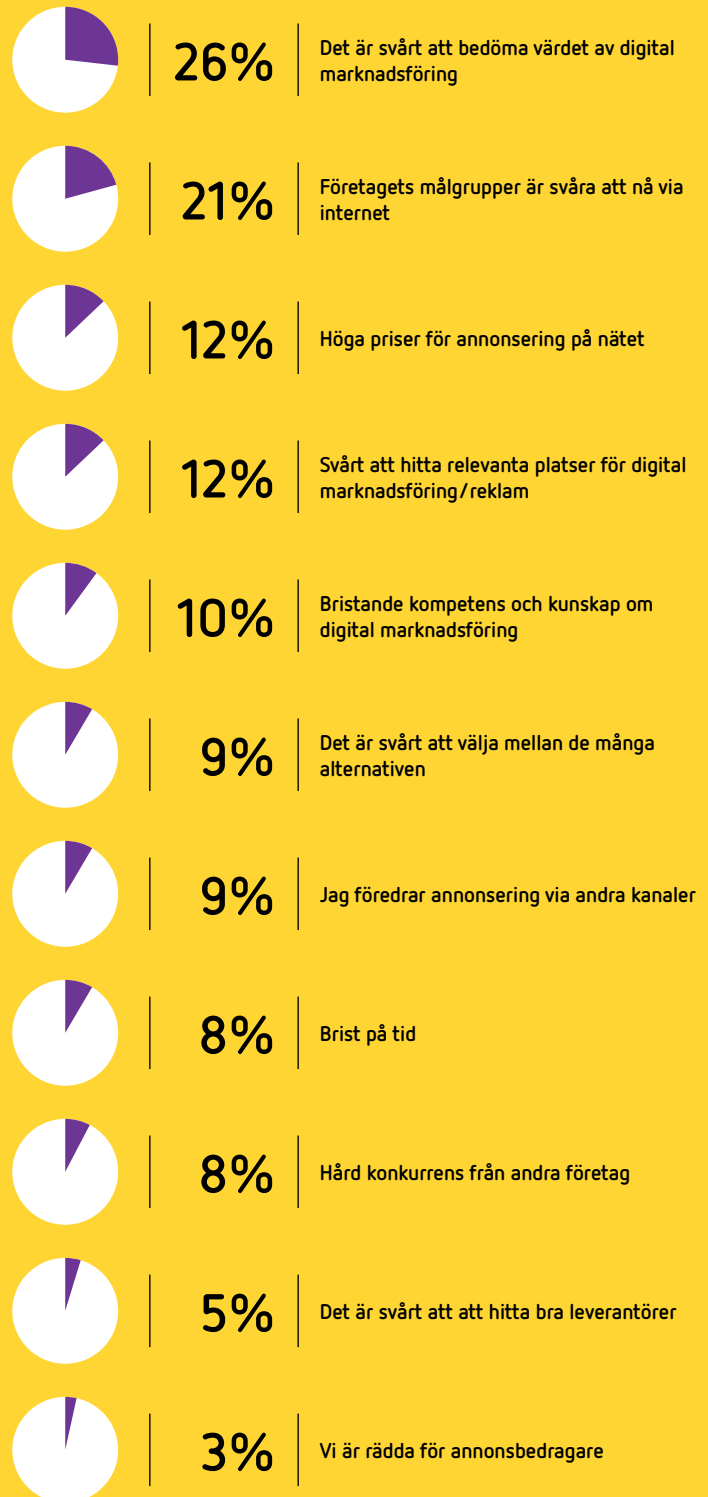 26%
Det är svårt att bedöma värdet av digital
marknadsföring
21%
Företagets målgrupper är svåra att nå via
internet
12%
Höga priser för annonsering på nätet
12%
Svårt att hitta relevanta platser för digital
marknadsföring/reklam
10%
Bristande kompetens och kunskap om
digital marknadsföring
9%
Det är svårt att välja mellan de många
alternativen
9%
Jag föredrar annonsering via andra kanaler
8%
Brist på tid
8%
Hård konkurrens från andra företag
5%
Det är svårt att att hitta bra leverantörer
3%
Vi är rädda för annonsbedragare